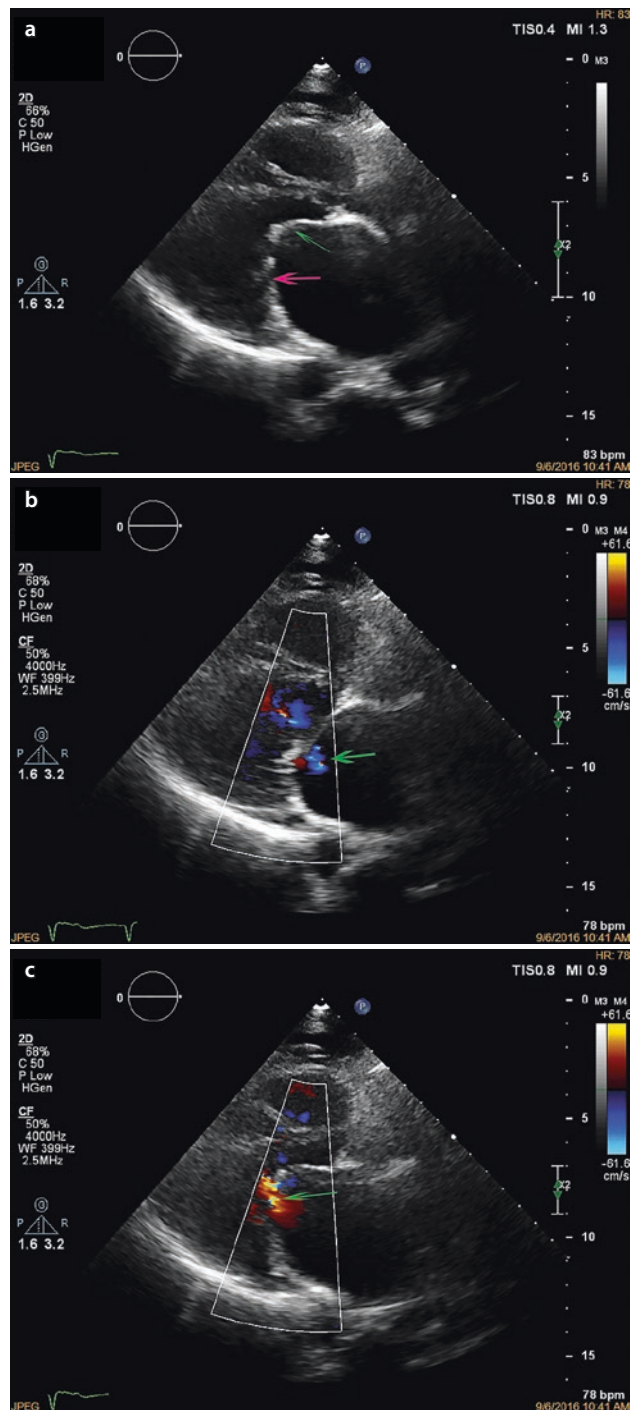 a
HR: 83
TIS0.4 MI 1.3
0
P
0
M3
2D
66%
C 50
P Low
HGen
5
X2
G
P R
1.6 3.2
10
15
83 bpm
JPEG
9/6/2016 10:41 AM
b
HR: 78
TIS0.8 MI 0.9
0
P
0
M3 M4
+61.6
2D
68%
C 50
P Low
HGen
CF
50%
4000Hz
WF 399Hz
2.5MHz
5
-61.6
cm/s
X2
G
P R
1.6 3.2
10
15
78 bpm
JPEG
9/6/2016 10:41 AM
c
HR: 78
TIS0.8 MI 0.9
0
P
0
M3 M4
+61.6
2D
68%
C 50
P Low
HGen
CF
50%
4000Hz
WF 399Hz
2.5MHz
5
-61.6
cm/s
X2
G
P R
1.6 3.2
10
15
78 bpm
JPEG
9/6/2016 10:41 AM